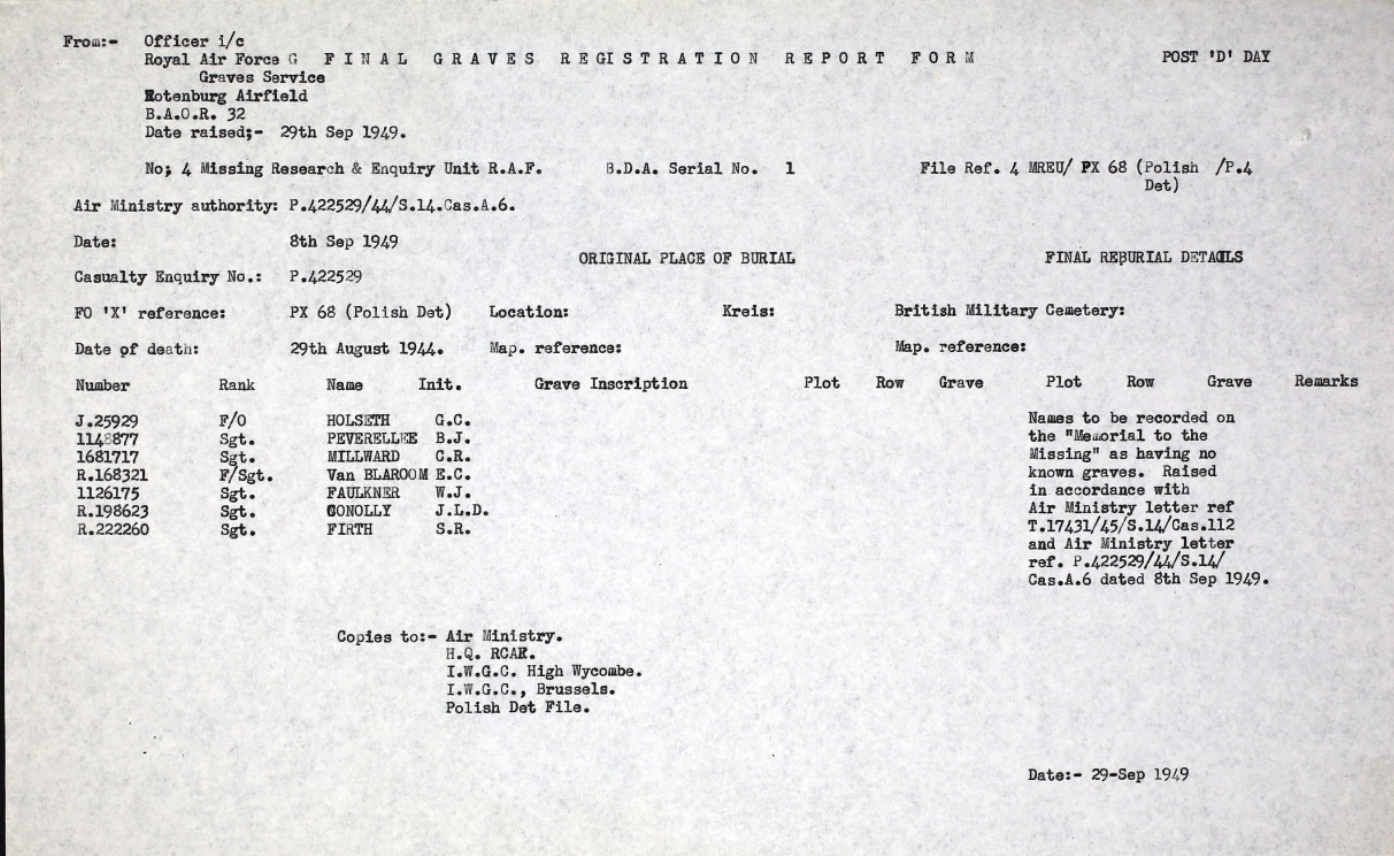 From:- Officer i/c
Royal Air Force G FINAL GRAVES REGISTRATION REPORT FORM POST 'D' DAY
Graves Service
Rotenburg Airfield
B.A.O.R. 32
Date raised;- 29th Sep 1949.
No; 4 Missing Research & Enquiry Unit R.A.F. B.D.A. Serial No. 1 File Ref. 4 MREU/ PX 68 (Polish /P.4
Det)
Air Ministry authority: P.422529/44/S.14.Cas.A.6.
Date: 8th Sep 1949
ORIGINAL PLACE OF BURIAL FINAL REBURIAL DETAILS
Casualty Enquiry No.: P.422529
FO 'X' reference: PX 68 (Polish Det) Location: Kreis: British Military Cemetery:
Date of death: 29th August 1944. Map. reference: Map. reference:
Number Rank Name Init. Grave Inscription Plot Row Grave Plot Row Grave Remarks
J.25929 F/O HOLSETH G.C. Names to be recorded on
1148877 Sgt. PEVERELLEE B.J. the "Memorial to the
1681717 Sgt. MILLWARD C.R. Missing" as having no
R.168321 F/Sgt. Van BLAROOM E.C. known graves. Raised
1126175 Sgt. FAULKNER W.J. in accordance with
R.198623 Sgt. CONOLLY J.L.D. Air Ministry letter ref
R.222260 Sgt. FIRTH S.R. T.17431/45/S.14/Cas.112
and Air Ministry letter
ref. P.422529/44/S.14/
Cas.A.6 dated 8th Sep 1949.
Copies to:- Air Ministry.
H.Q. RCAF.
I.W.G.C. High Wycombe.
I.W.G.C., Brussels.
Polish Det File.
Date:- 29-Sep 1949